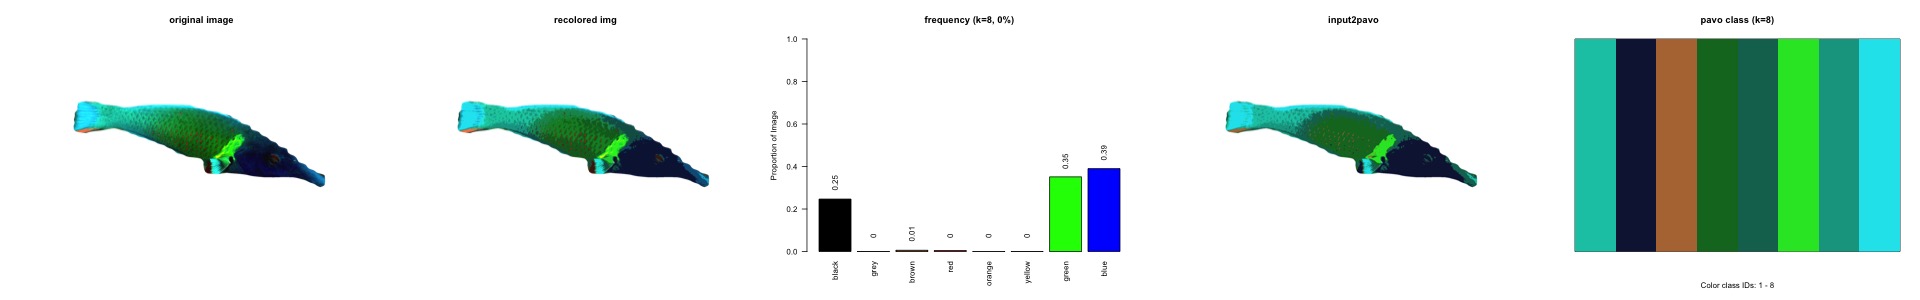 original image
recolored img
frequency (k=8, 0%)
input2pavo
pavo class (k=8)
Proportion of Image
1.0
0.8
0.6
0.4
0.2
0.0
0.25
0
0.01
0
0
0
0.35
0.39
black
grey
brown
red
orange
yellow
green
blue
Color class IDs: 1 - 8